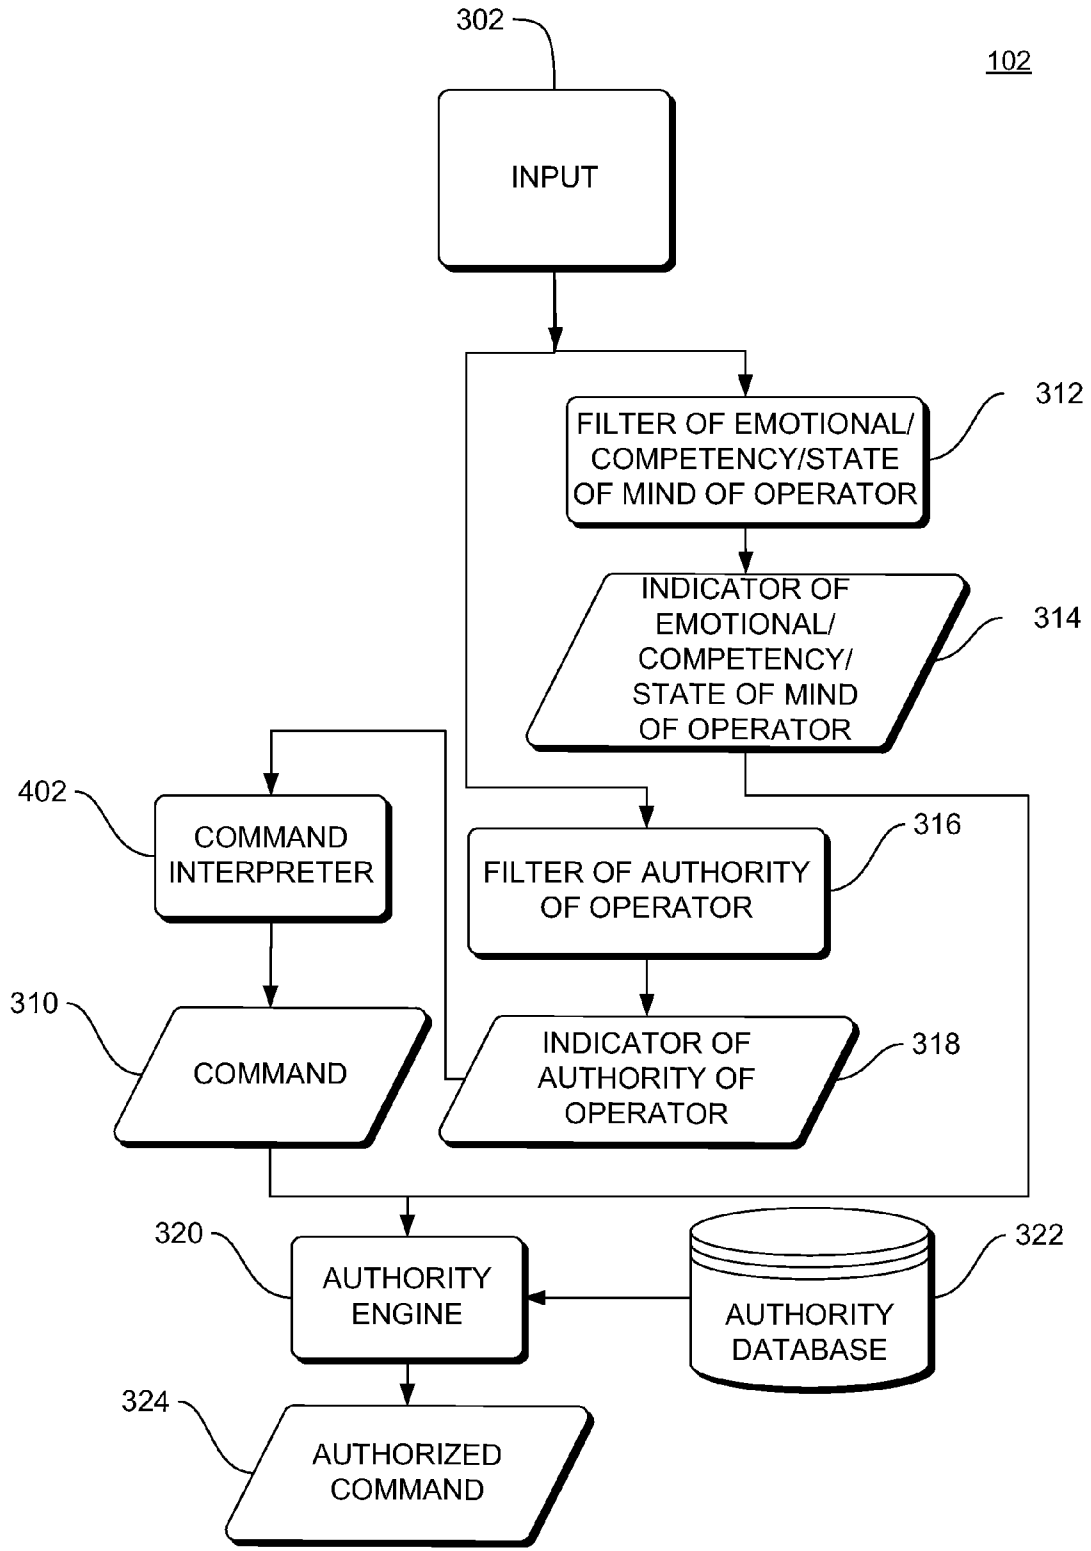 302
102
INPUT
312
FILTER OF EMOTIONAL/
COMPETENCY/STATE
OF MIND OF OPERATOR
INDICATOR OF
EMOTIONAL/
COMPETENCY/
STATE OF MIND
OF OPERATOR
314
402
COMMAND
INTERPRETER
316
FILTER OF AUTHORITY
OF OPERATOR
310
COMMAND
INDICATOR OF
AUTHORITY OF
OPERATOR
318
320
AUTHORITY
ENGINE
322
AUTHORITY
DATABASE
324
AUTHORIZED
COMMAND